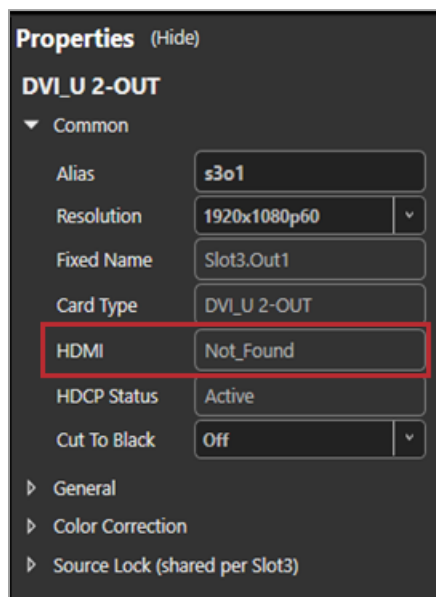 Properties (Hide)
DVI_U 2-OUT
Common
Alias s3o1
Resolution 1920x1080p60
Fixed Name Slot3.Out1
Card Type DVI_U 2-OUT
HDMI Not_Found
HDCP Status Active
Cut To Black Off
General
Color Correction
Source Lock (shared per Slot3)